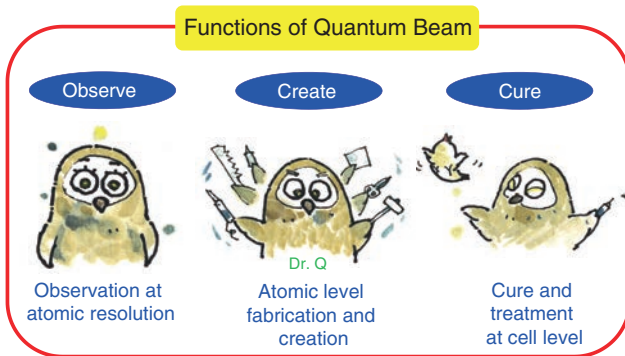 Functions of Quantum Beam
Observe
Create
Cure
Dr. Q
Observation at
atomic resolution
Atomic level
fabrication and
creation
Cure and
treatment
at cell level